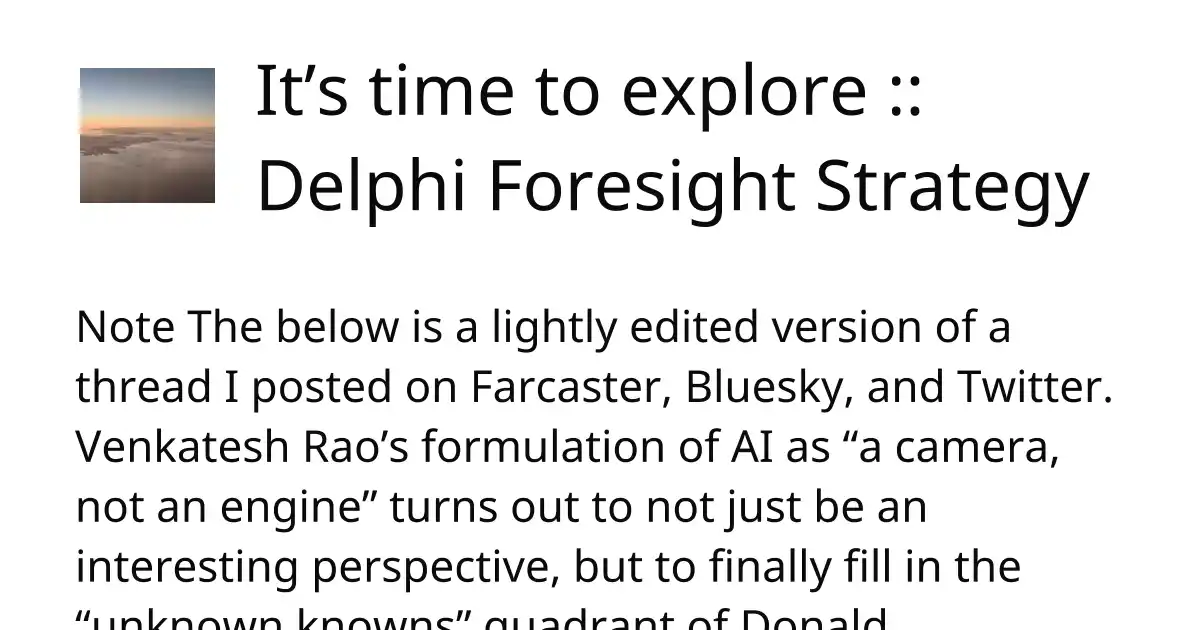 It’s time to explore ::
Delphi Foresight Strategy
Note The below is a lightly edited version of a
thread I posted on Farcaster, Bluesky, and Twitter.
Venkatesh Rao’s formulation of AI as “a camera,
not an engine” turns out to not just be an
interesting perspective, but to finally fill in the
“unknown knowns” quadrant of Donald